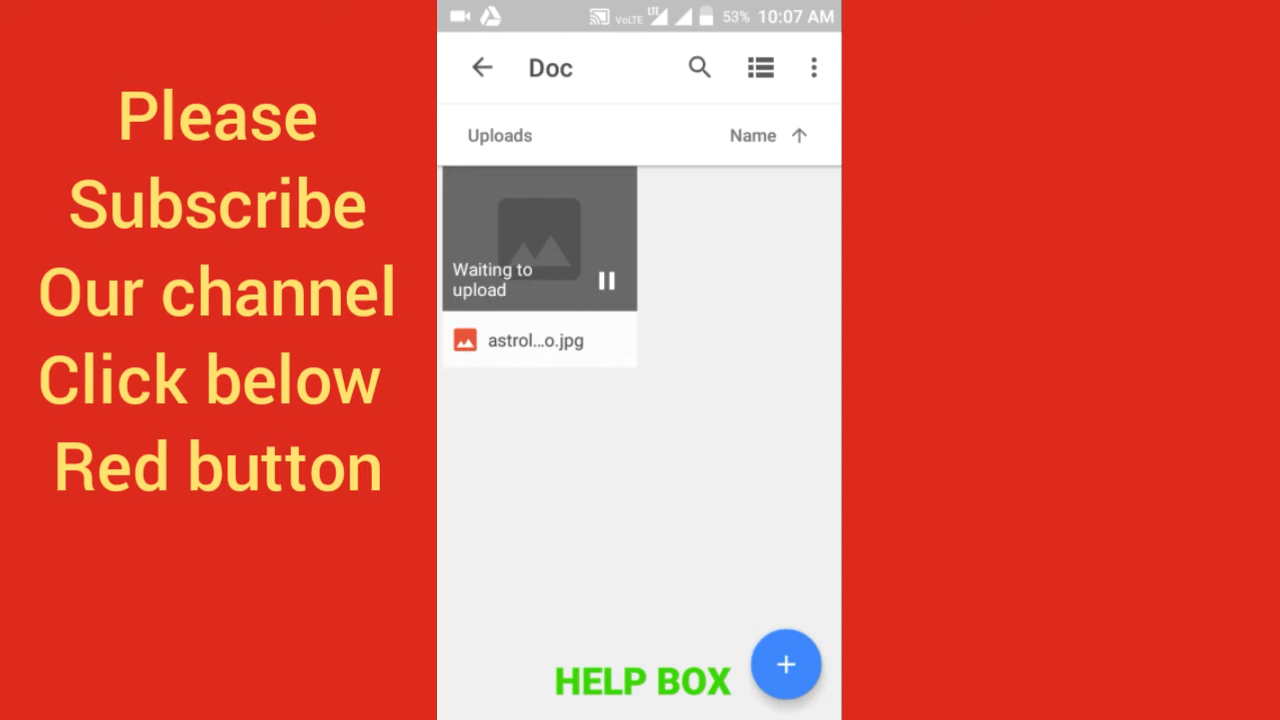 Please
Subscribe
Our channel
Click below
Red button
VoLTE LTE 53% 10:07 AM
Doc
Uploads Name
Waiting to
upload
astrol...o.jpg
HELP BOX